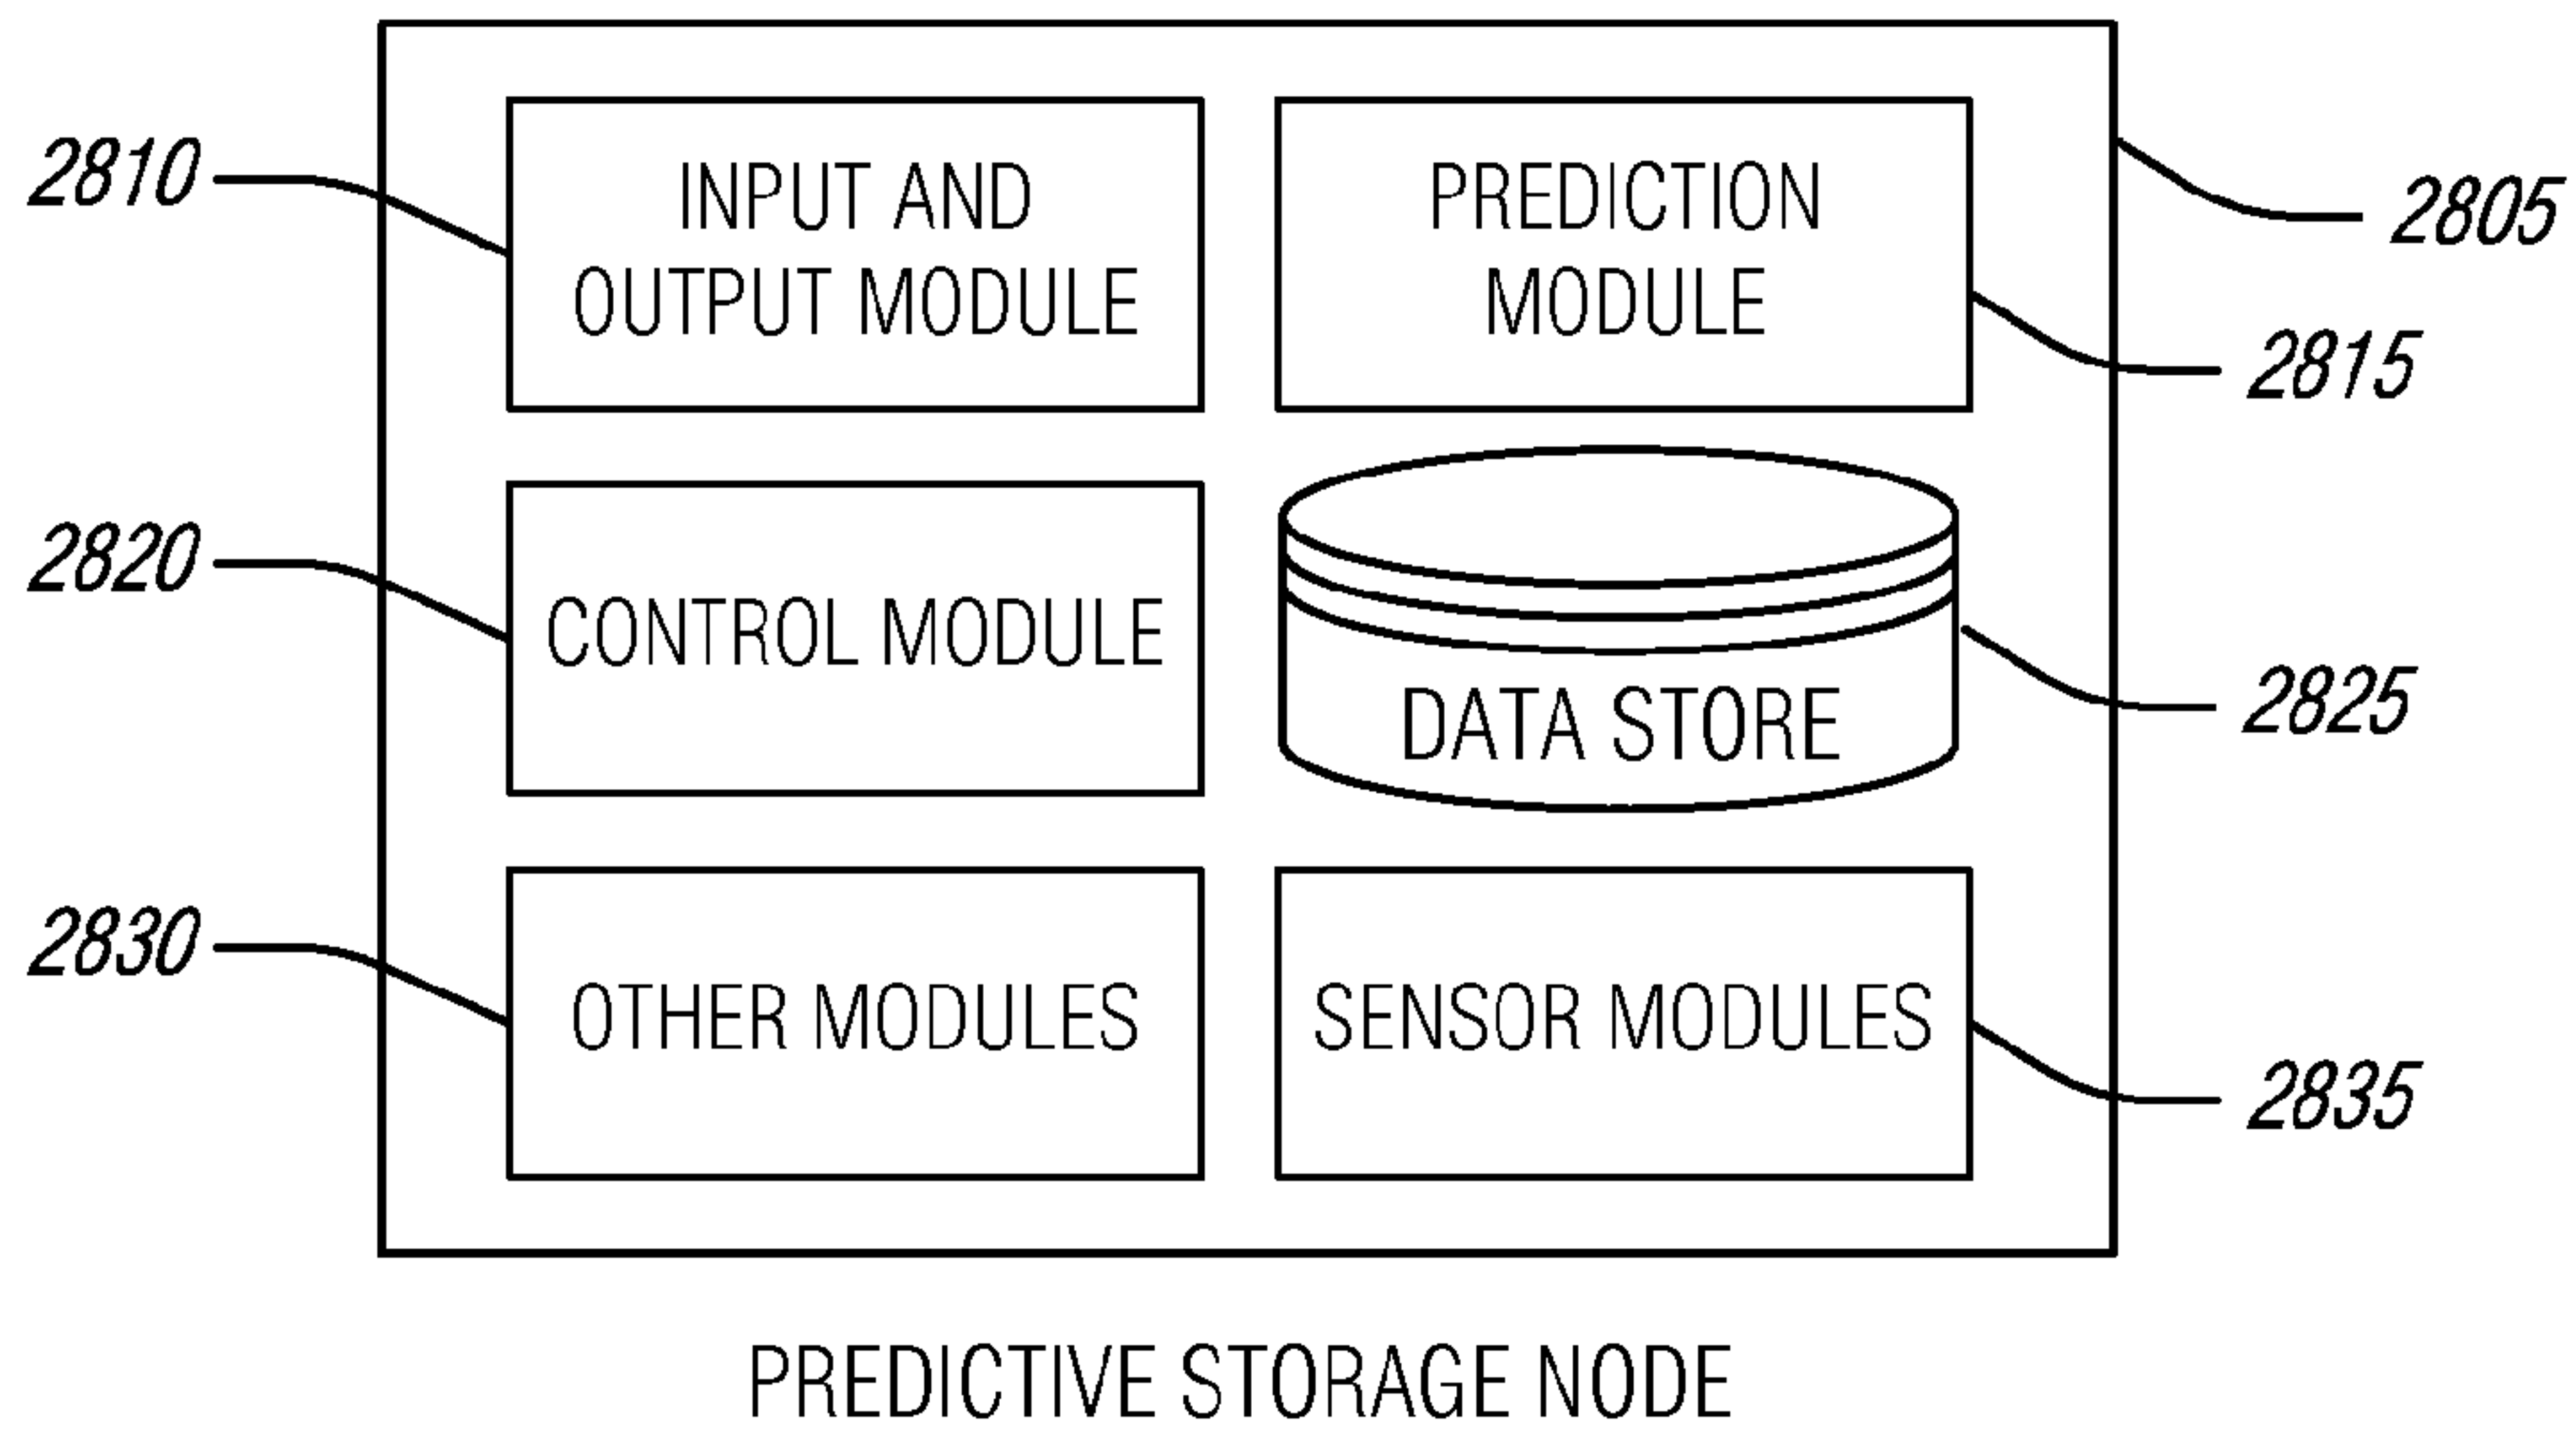 2810
INPUT AND
OUTPUT MODULE
PREDICTION
MODULE
2805
2815
2820
CONTROL MODULE
DATA STORE
2825
2830
OTHER MODULES
SENSOR MODULES
2835
PREDICTIVE STORAGE NODE